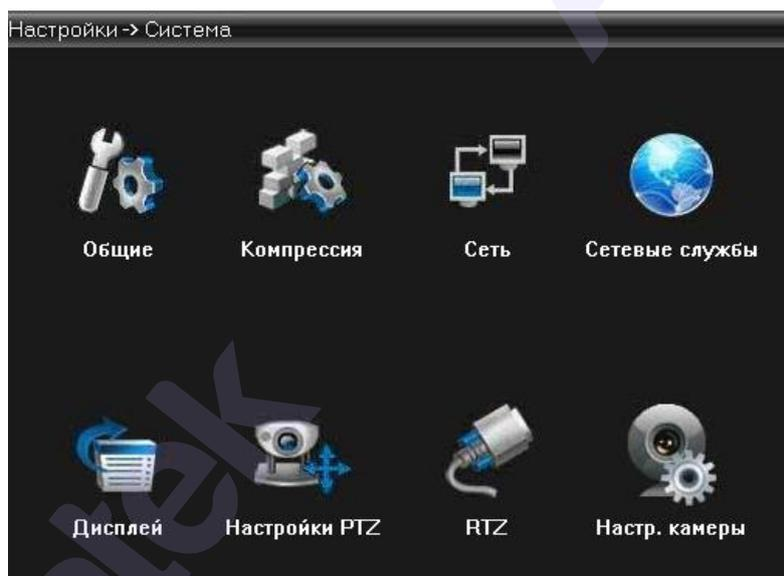 Настройки -> Система
Общие
Компрессия
Сеть
Сетевые службы
Дисплей
Настройки PTZ
RTZ
Настр. камеры